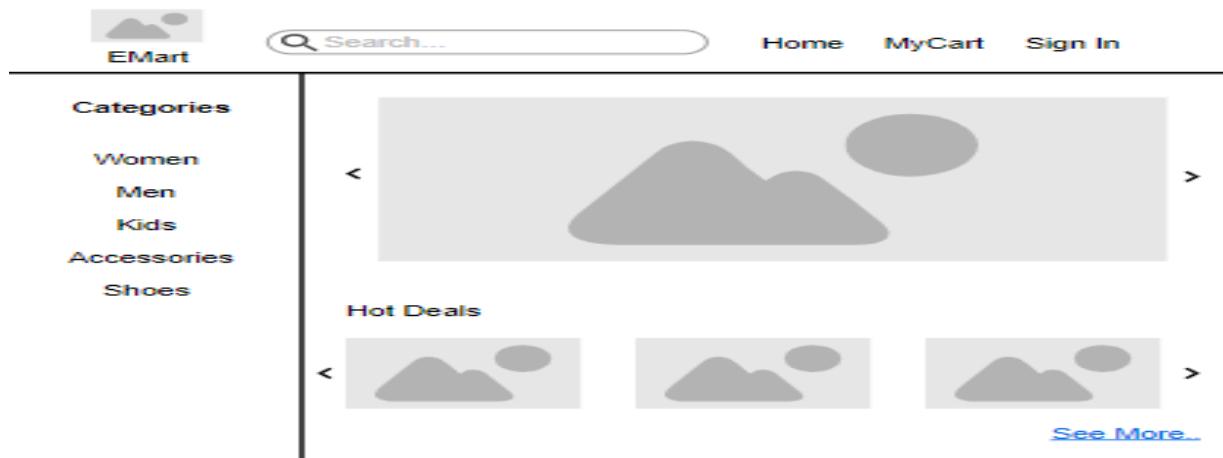 EMart
Search...
Home MyCart Sign In
Categories
Women
Men
Kids
Accessories
Shoes
<
>
Hot Deals
<
>
See More..